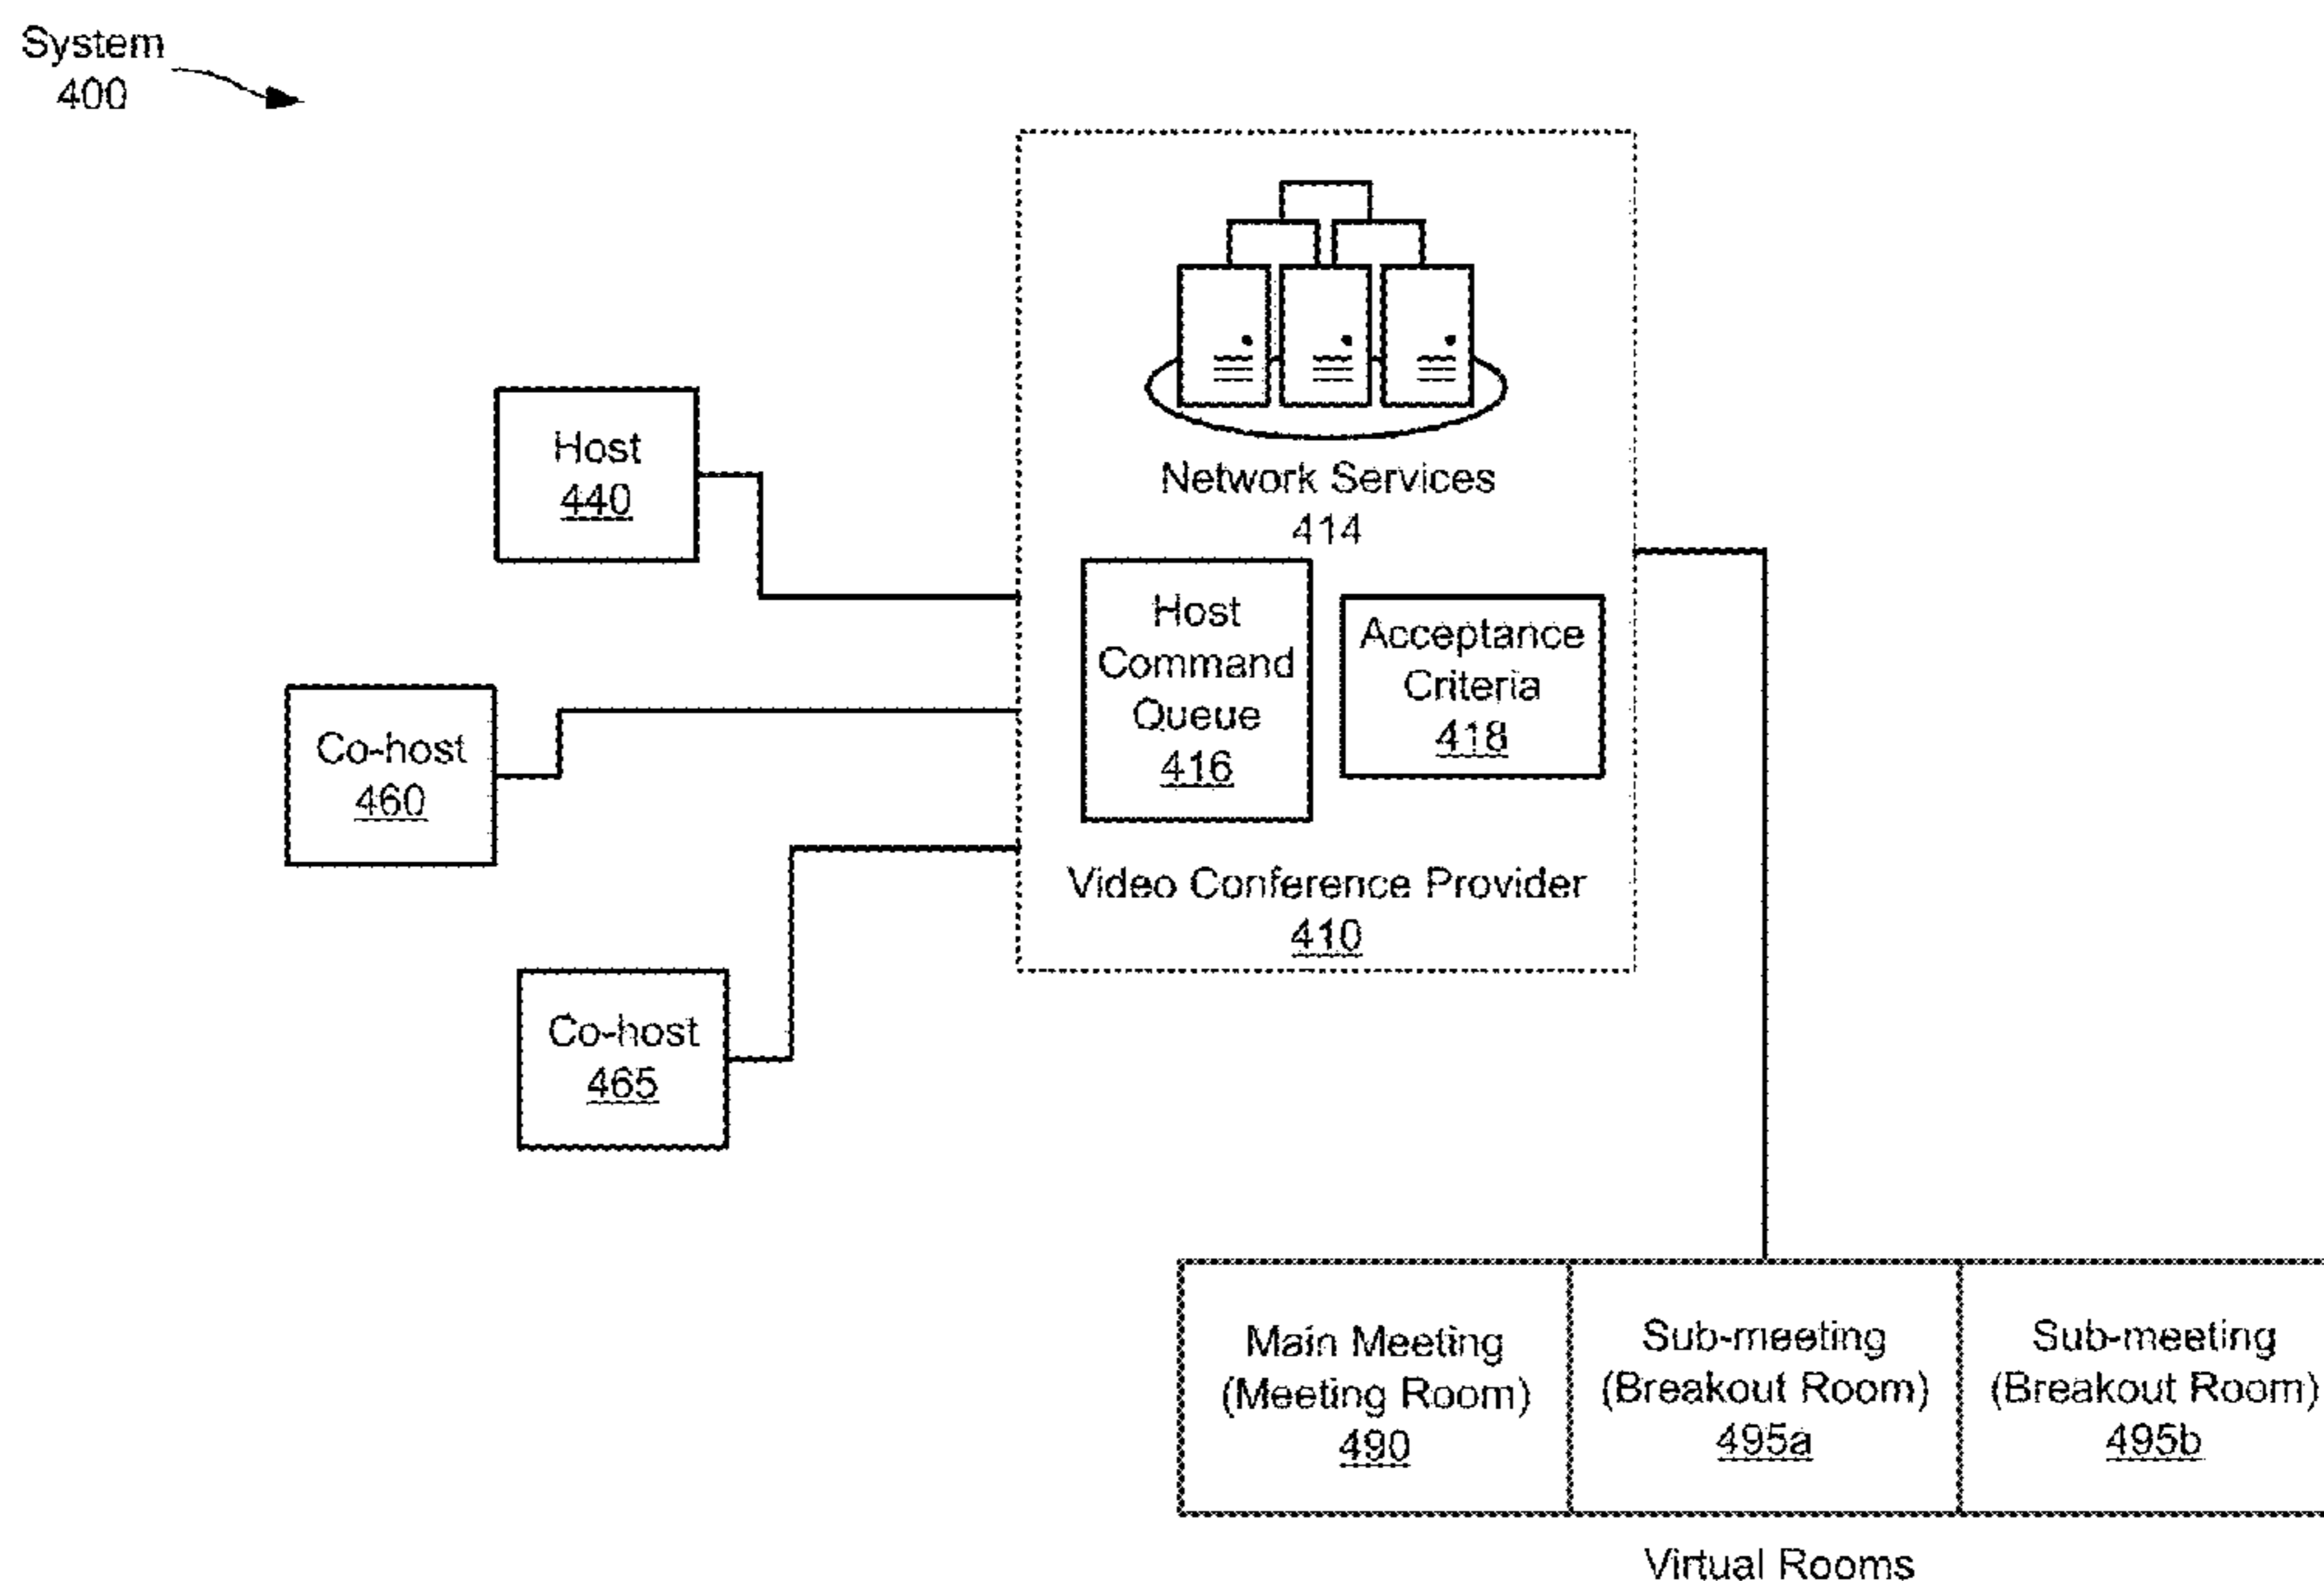 System
400
Network Services
414
Host
440
Host
Command
Queue
416
Acceptance
Criteria
418
Co-host
460
Video Conference Provider
410
Co-host
465
Main Meeting
(Meeting Room)
490
Sub-meeting
(Breakout Room)
495a
Sub-meeting
(Breakout Room)
495b
Virtual Rooms